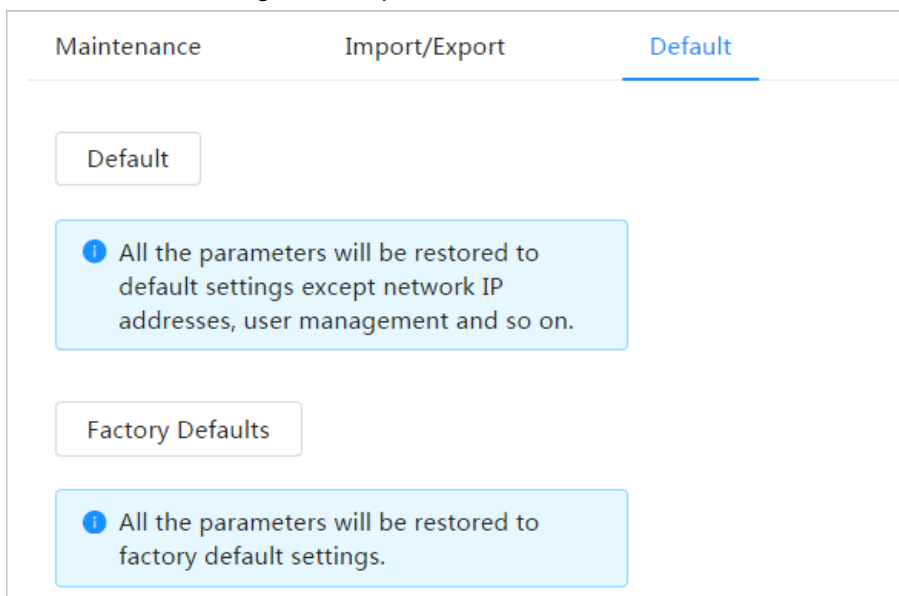 Maintenance Import/Export Default
Default
All the parameters will be restored to
default settings except network IP
addresses, user management and so on.
Factory Defaults
All the parameters will be restored to
factory default settings.